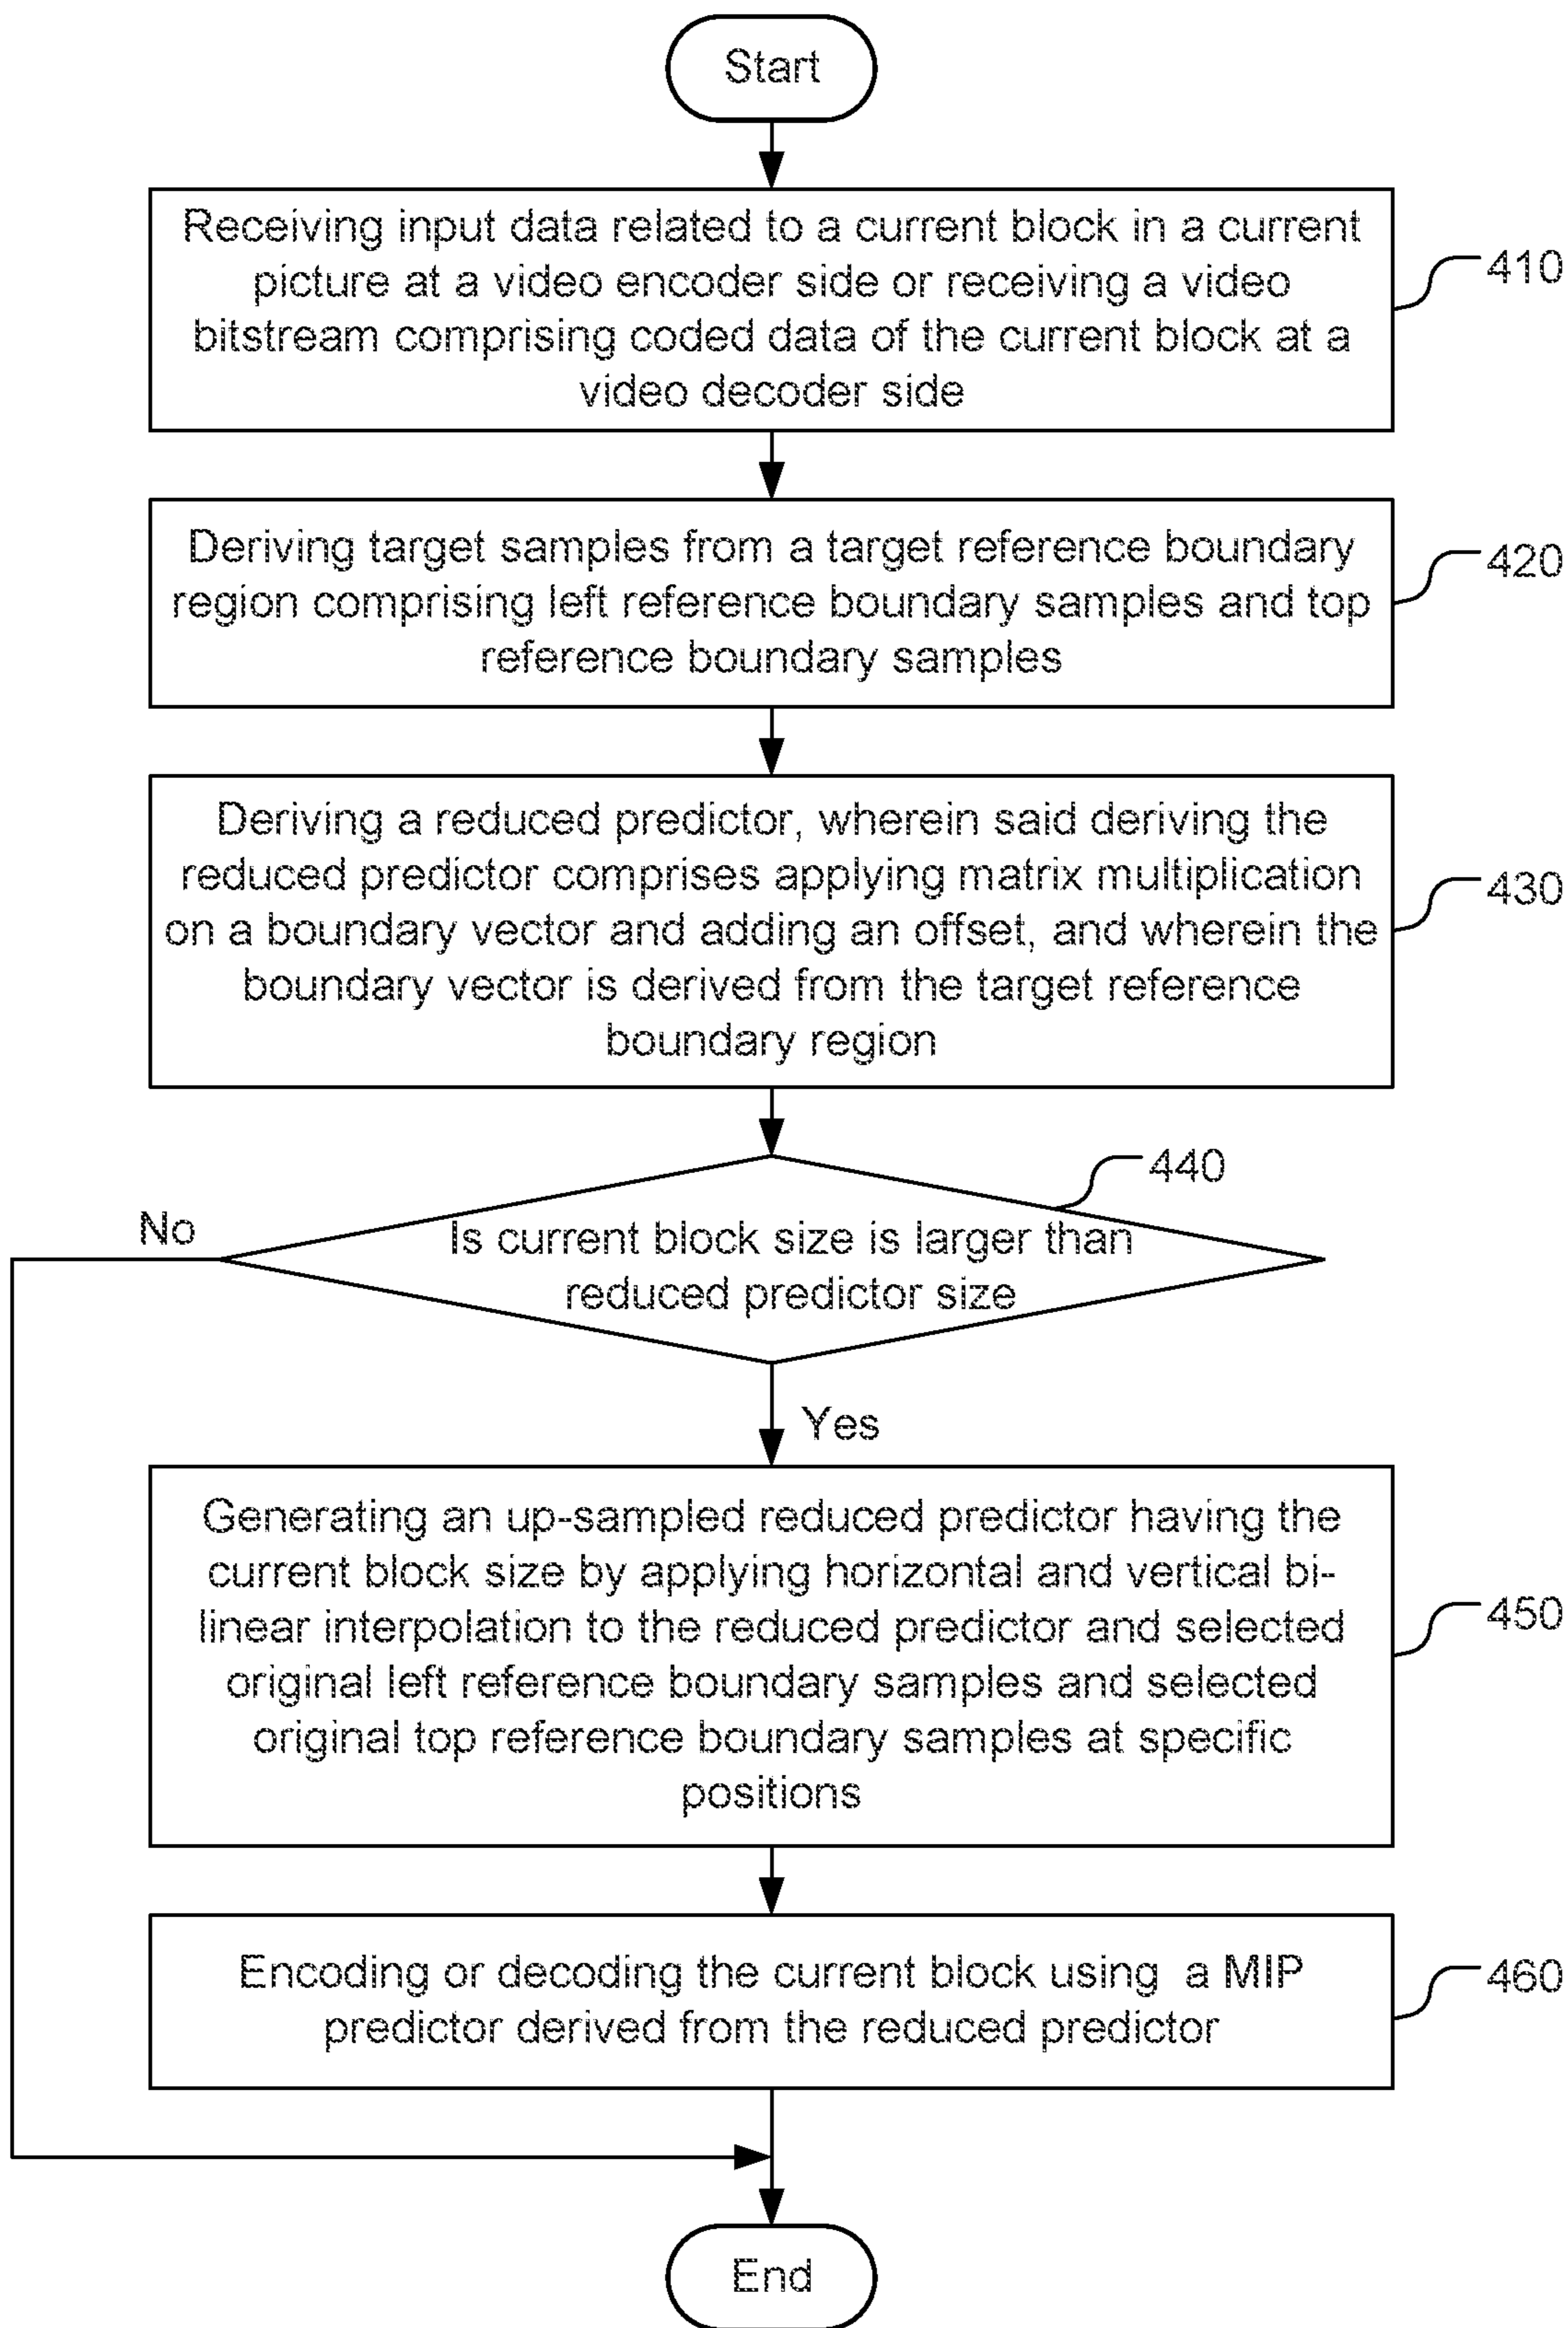 Start
Receiving input data related to a current block in a current
picture at a video encoder side or receiving a video
bitstream comprising coded data of the current block at a
video decoder side
410
Deriving target samples from a target reference boundary
region comprising left reference boundary samples and top
reference boundary samples
420
Deriving a reduced predictor, wherein said deriving the
reduced predictor comprises applying matrix multiplication
on a boundary vector and adding an offset, and wherein the
boundary vector is derived from the target reference
boundary region
430
440
No
Is current block size is larger than
reduced predictor size
Yes
Generating an up-sampled reduced predictor having the
current block size by applying horizontal and vertical bi-
linear interpolation to the reduced predictor and selected
original left reference boundary samples and selected
original top reference boundary samples at specific
positions
450
Encoding or decoding the current block using a MIP
predictor derived from the reduced predictor
460
End